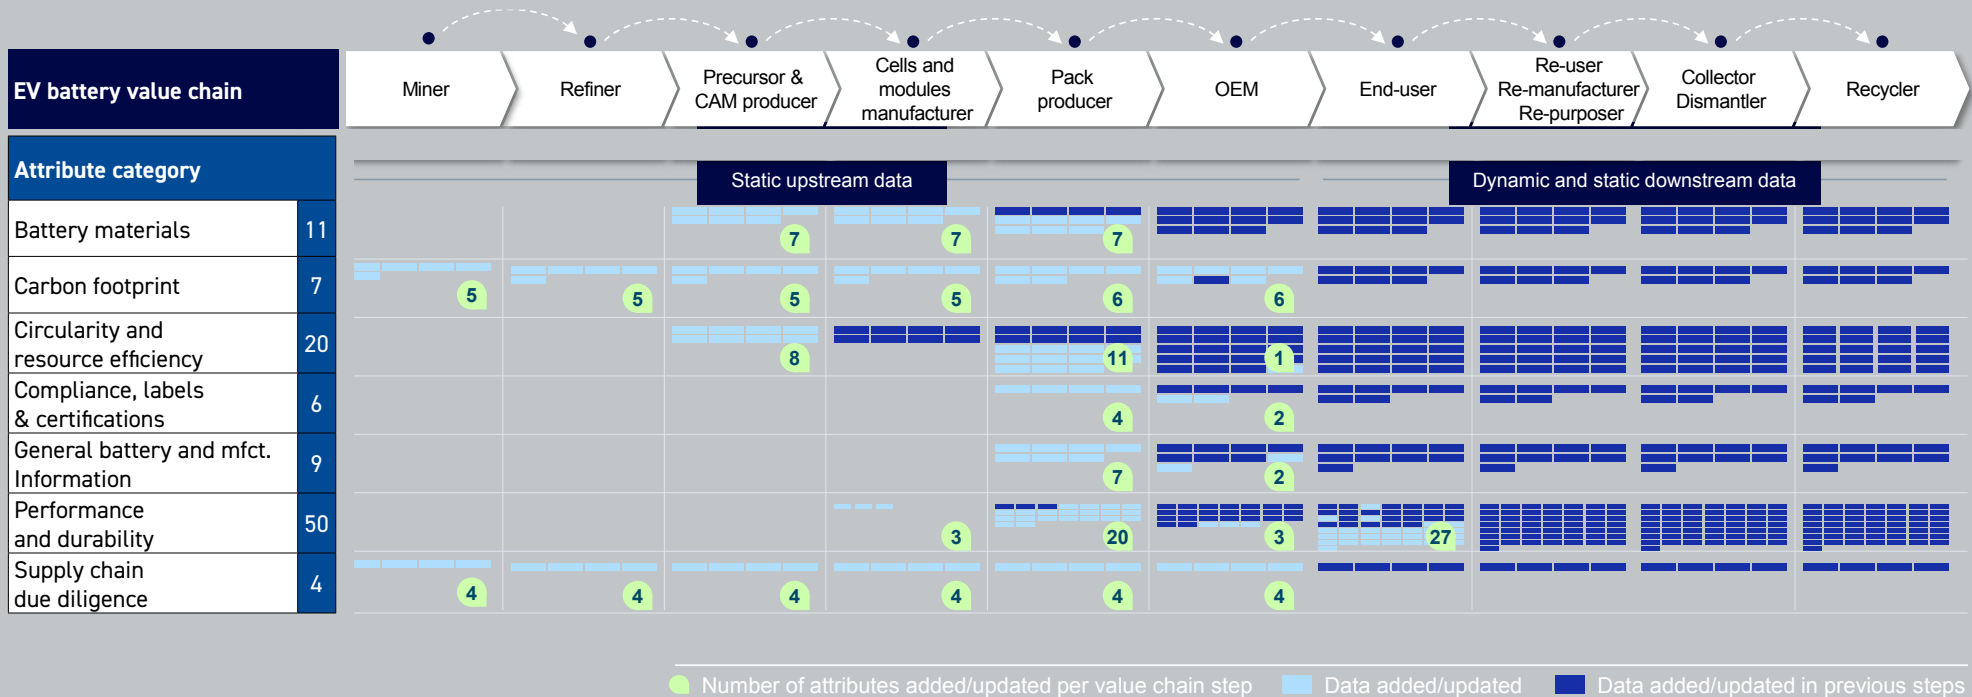 EV battery value chain
Miner
Refiner
Precursor &
CAM producer
Cells and
modules
manufacturer
Pack
producer
OEM
End-user
Re-user
Re-manufacturer
Re-purposer
Collector
Dismantler
Recycler
Attribute category
Static upstream data
Dynamic and static downstream data
Battery materials 11
7 7 7
Carbon footprint 7
5 5 5 5 6 6
Circularity and
resource efficiency 20
8 11 1
Compliance, labels
& certifications 6
4 2
General battery and mfct.
Information 9
7 2
Performance
and durability 50
3 20 3 27
Supply chain
due diligence 4
4 4 4 4 4 4
Number of attributes added/updated per value chain step
Data added/updated
Data added/updated in previous steps